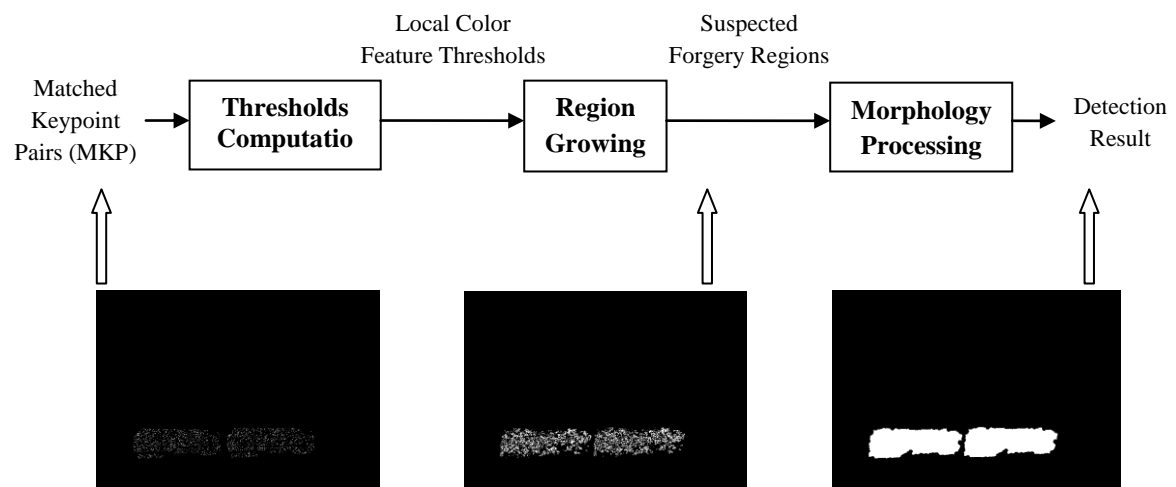 Local Color
Feature Thresholds
Suspected
Forgery Regions
Matched
Keypoint
Pairs (MKP)
Thresholds
Computatio
Region
Growing
Morphology
Processing
Detection
Result